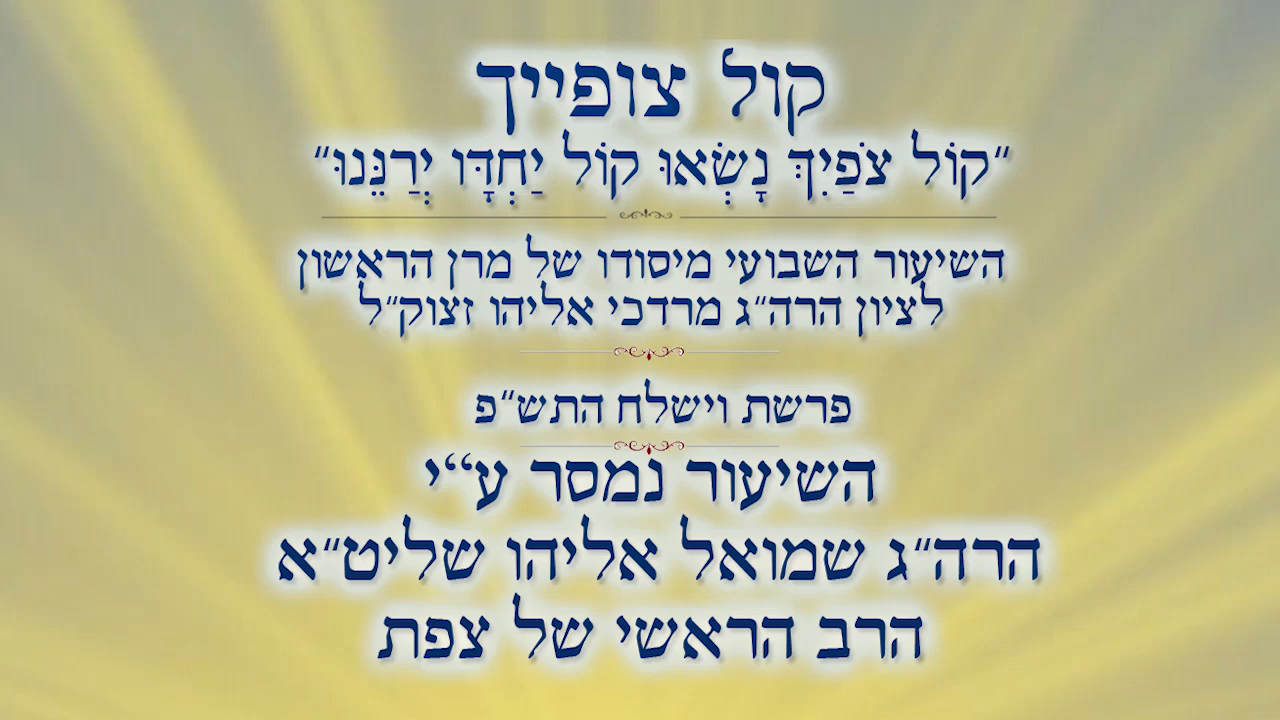 קול צופייך
"קוֹל צֹפַיִךְ נָשְׂאוּ קוֹל יַחְדָּו יְרַנֵּנוּ"
השיעור השבועי מיסודו של מרן הראשון
לציון הרה"ג מרדכי אליהו זצוק"ל
פרשת וישלח התש"פ
השיעור נמסר ע"י
הרה"ג שמואל אליהו שליט"א
הרב הראשי של צפת